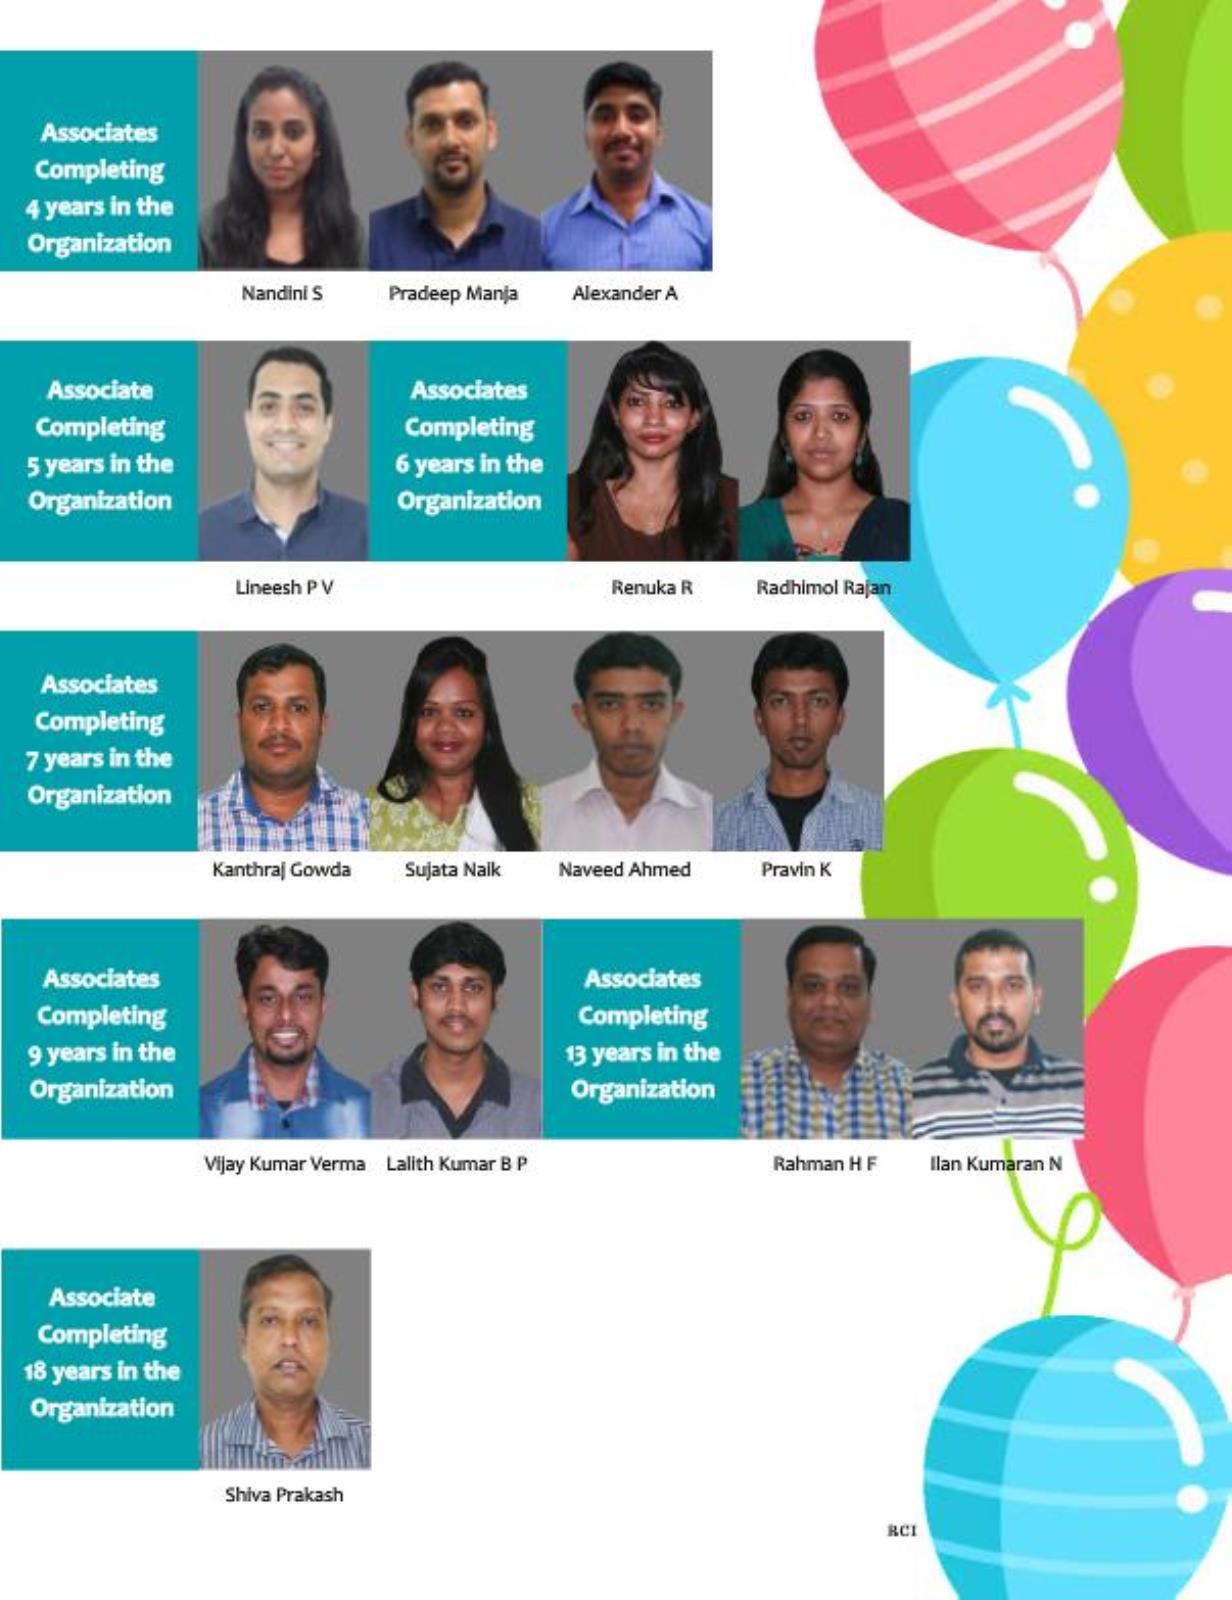 Associates
Completing
4 years in the
Organization
Nandini S
Pradeep Manja
Alexander A
Associate
Completing
5 years in the
Organization
Lineesh P V
Associates
Completing
6 years in the
Organization
Renuka R
Radhimol Rajan
Associates
Completing
7 years in the
Organization
Kanthraj Gowda
Sujata Naik
Naveed Ahmed
Pravin K
Associates
Completing
9 years in the
Organization
Vijay Kumar Verma
Lalith Kumar B P
Associates
Completing
13 years in the
Organization
Rahman H F
Ilan Kumaran N
Associate
Completing
18 years in the
Organization
Shiva Prakash
RCI